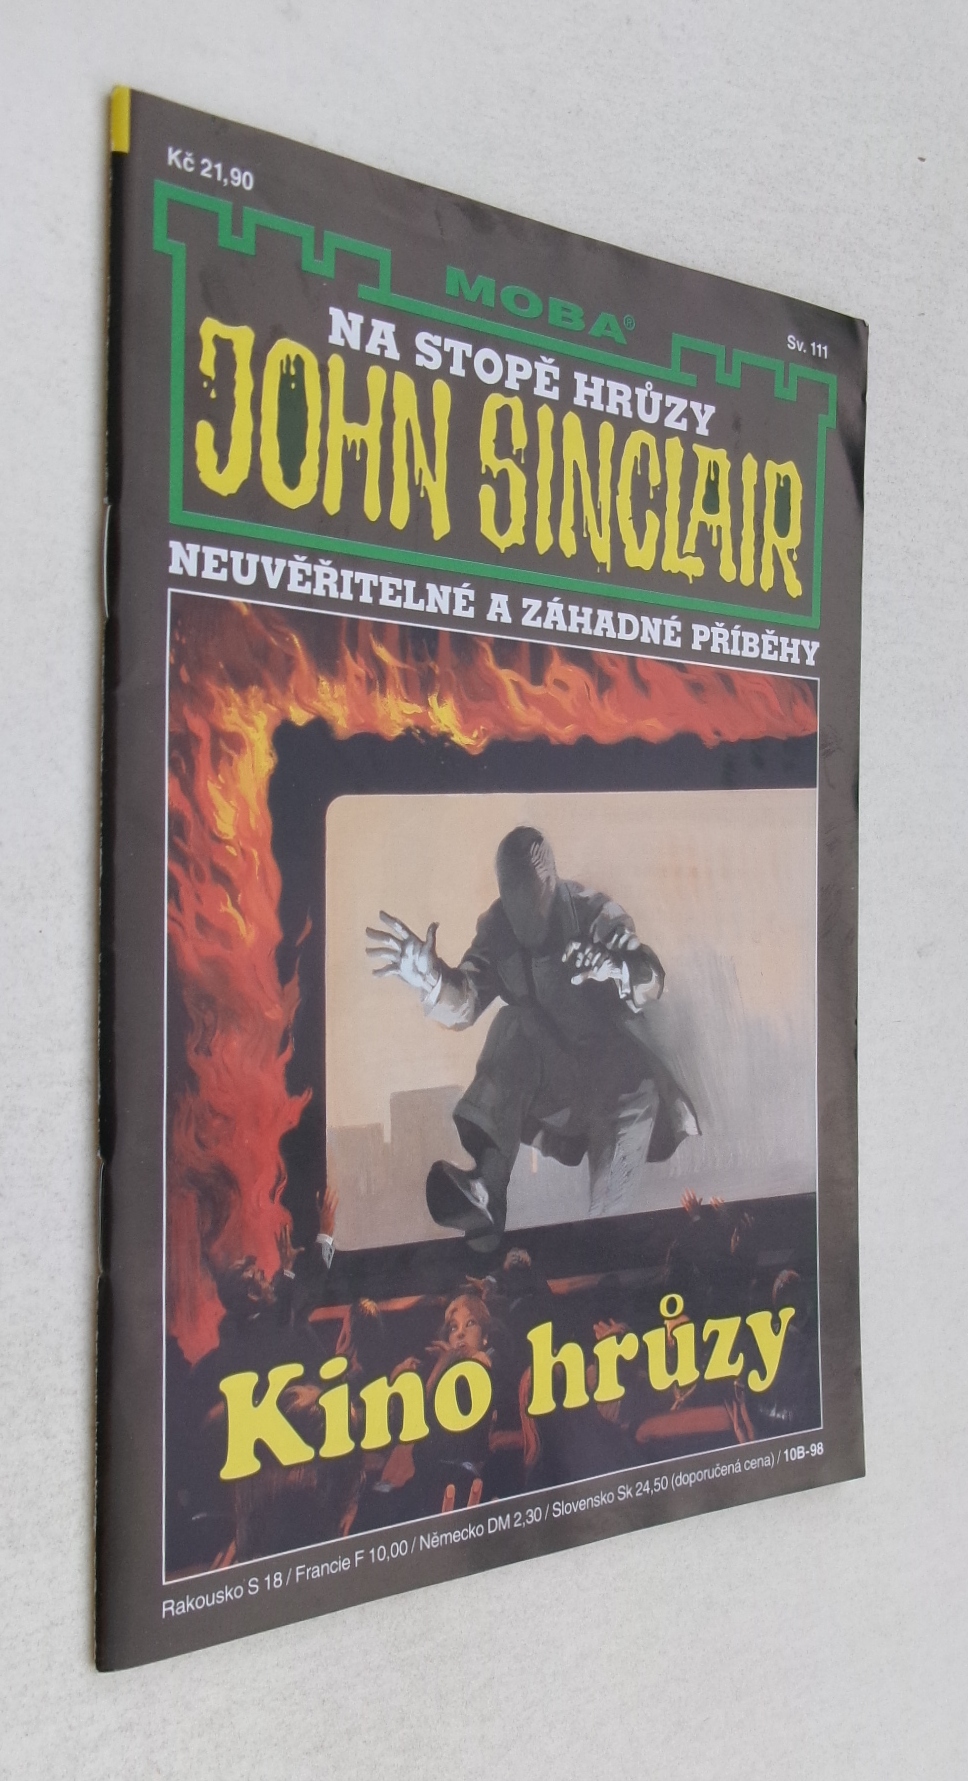 Kč 21,90
MOBA®
Sv. 111
NA STOPĚ HRŮZY
JOHN SINCLAIR
NEUVĚŘITELNÉ A ZÁHADNÉ PŘÍBĚHY
Kino hrůzy
Rakousko S 18 / Francie F 10,00 / Německo DM 2,30 / Slovensko Sk 24,50 (doporučená cena) / 10B-98